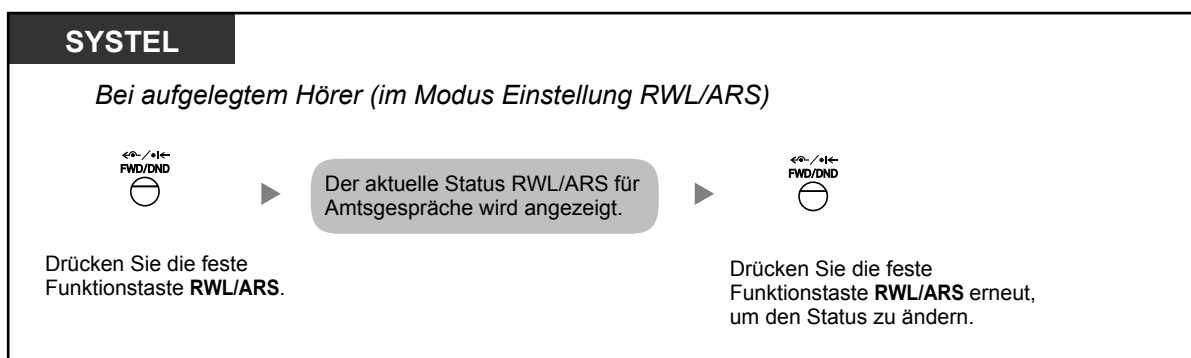 SYSTEL
Bei aufgelegtem Hörer (im Modus Einstellung RWL/ARS)
FWD/DND
Der aktuelle Status RWL/ARS für
Amtsgespräche wird angezeigt.
FWD/DND
Drücken Sie die feste
Funktionstaste RWL/ARS.
Drücken Sie die feste
Funktionstaste RWL/ARS erneut,
um den Status zu ändern.